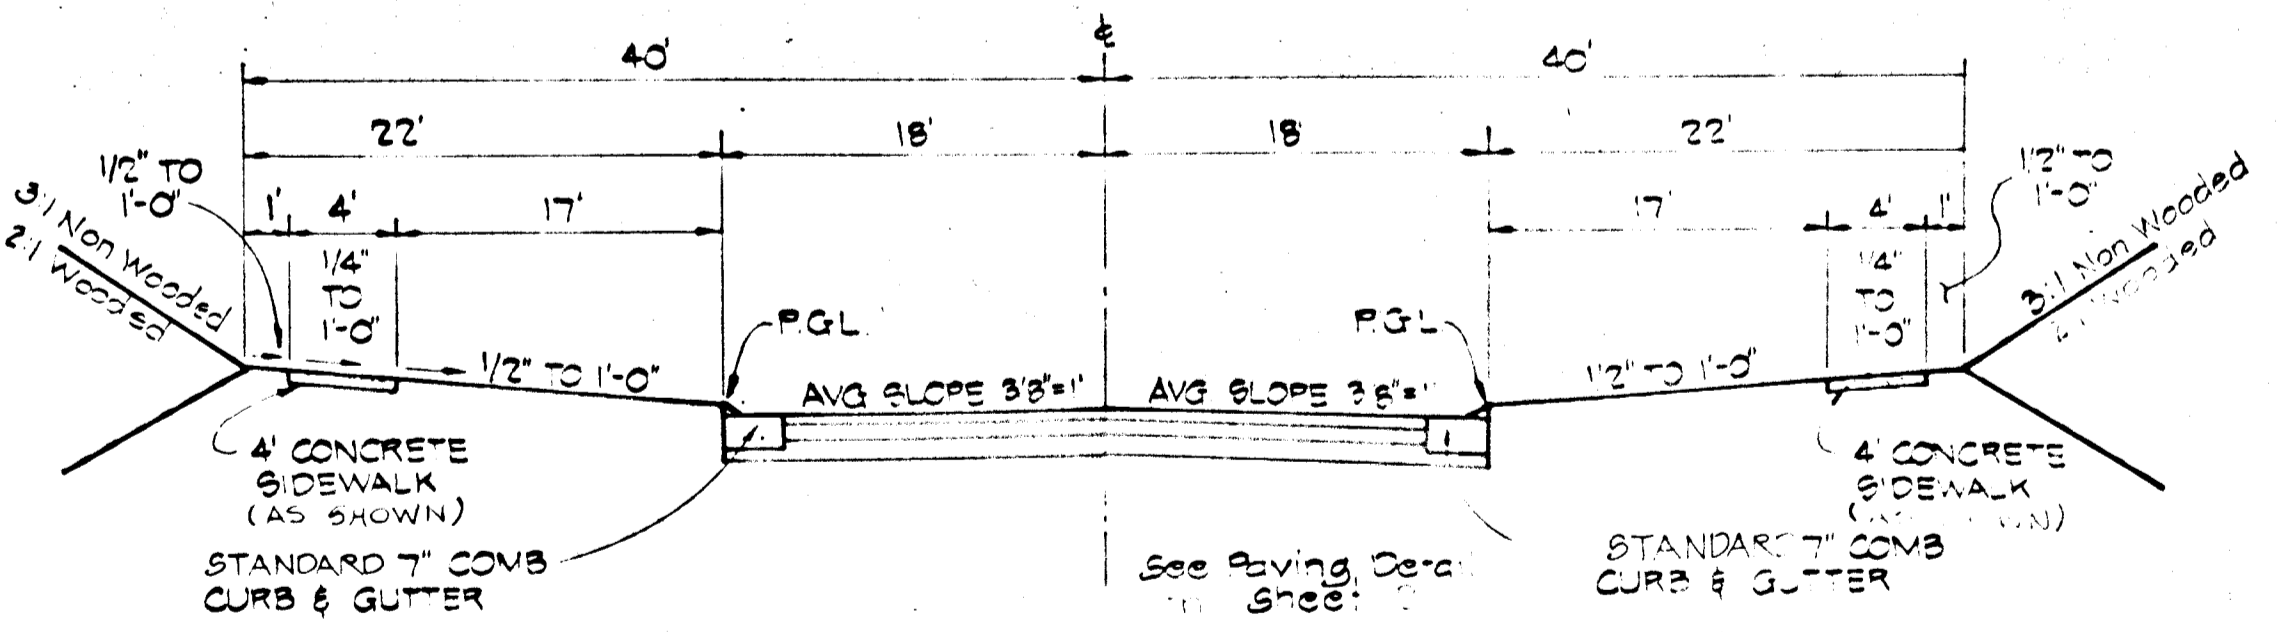 ℄
40'
40'
22'
18'
18'
22'
1/2" TO
1'-0"
1/2" TO
1'-0"
3:1 Non Wooded
2:1 Wooded
1'
4'
17'
17'
4'
1'
3:1 Non Wooded
2:1 Wooded
1/4"
TO
1'-0"
1/4"
TO
1'-0"
P.G.L.
P.G.L.
1/2" TO 1'-0"
AVG SLOPE 3/8"=1'
AVG SLOPE 3/8"=1'
1/2" TO 1'-0"
4' CONCRETE
SIDEWALK
(AS SHOWN)
4' CONCRETE
SIDEWALK
STANDARD 7" COMB
CURB & GUTTER
See Paving
Sheet
STANDARD 7" COMB
CURB & GUTTER